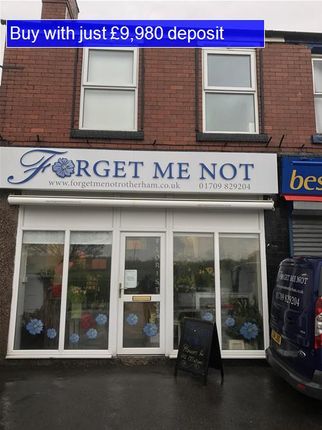 Buy with just £9,980 deposit
FORGET ME NOT
www.forgetmenotrotherham.co.uk 01709 829204
bes
FLORIST
FORGET ME NOT
01709 829204